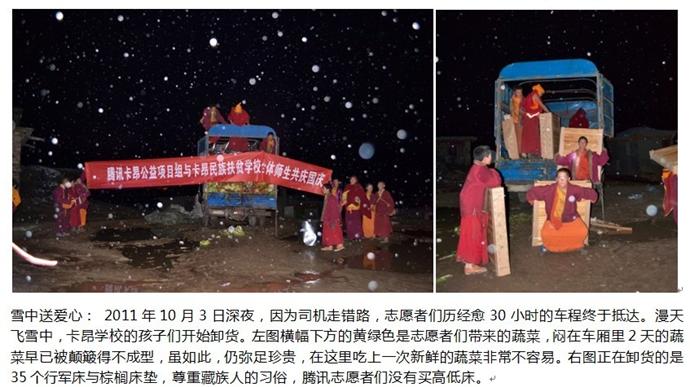 腾讯卡昂公益项目组与卡昂民族扶贫学校全体师生共庆国庆
雪中送爱心： 2011 年 10 月 3 日深夜，因为司机走错路，志愿者们历经愈 30 小时的车程终于抵达。漫天
飞雪中，卡昂学校的孩子们开始卸货。左图横幅下方的黄绿色是志愿者们带来的蔬菜，闷在车厢里 2 天的蔬
菜早已被颠簸得不成型，虽如此，仍弥足珍贵，在这里吃上一次新鲜的蔬菜非常不容易。右图正在卸货的是
35 个行军床与棕榈床垫，尊重藏族人的习俗，腾讯志愿者们没有买高低床。